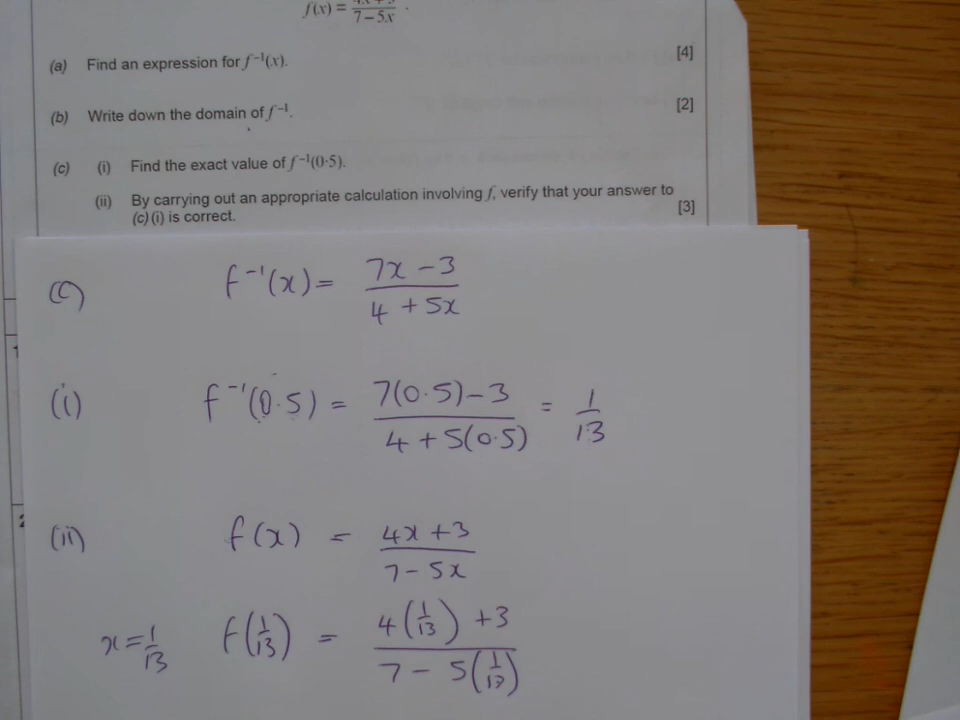 f(x) = 4x + 3 / 7 – 5x .
(a) Find an expression for f⁻¹(x). [4]
(b) Write down the domain of f⁻¹. [2]
(c) (i) Find the exact value of f⁻¹(0·5).
(ii) By carrying out an appropriate calculation involving f, verify that your answer to
(c)(i) is correct. [3]
(c) f⁻¹(x) = 7x – 3 / 4 + 5x
(i) f⁻¹(0·5) = 7(0·5) – 3 / 4 + 5(0·5) = 1/13
(ii) f(x) = 4x + 3 / 7 – 5x
x = 1/13 f(1/13) = 4(1/13) + 3 / 7 – 5(1/13)